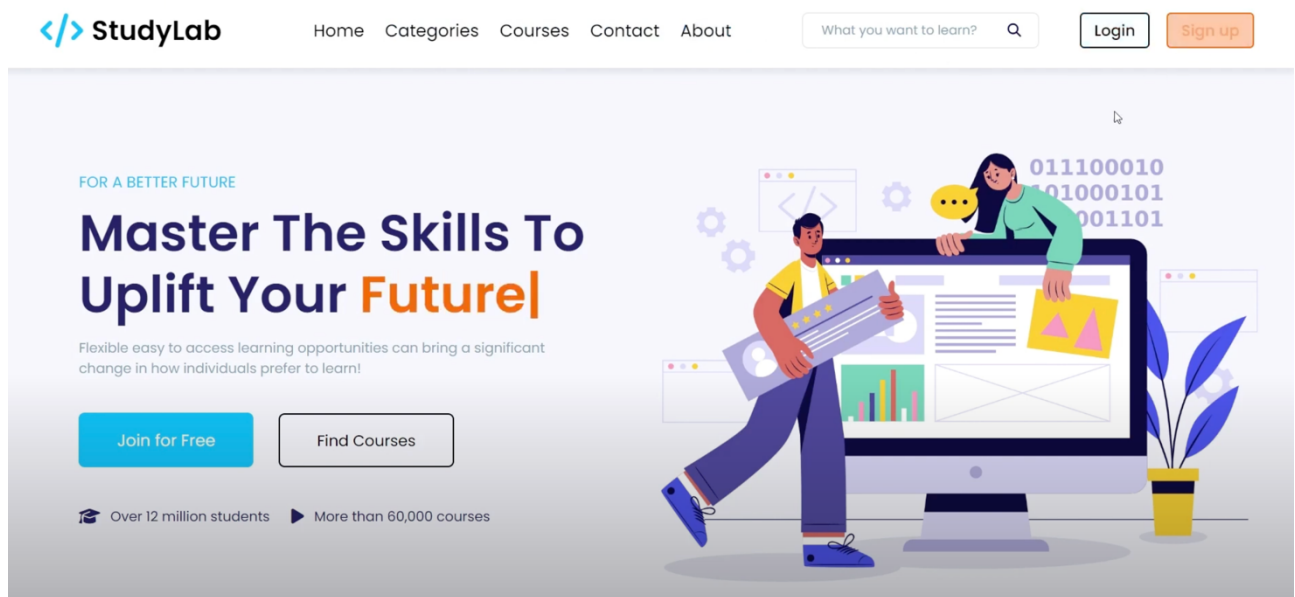 </> StudyLab
Home Categories Courses Contact About
What you want to learn?
Login
Sign up
FOR A BETTER FUTURE
Master The Skills To
Uplift Your Future|
Flexible easy to access learning opportunities can bring a significant
change in how individuals prefer to learn!
Join for Free
Find Courses
Over 12 million students
More than 60,000 courses
011100010
101000101
001101